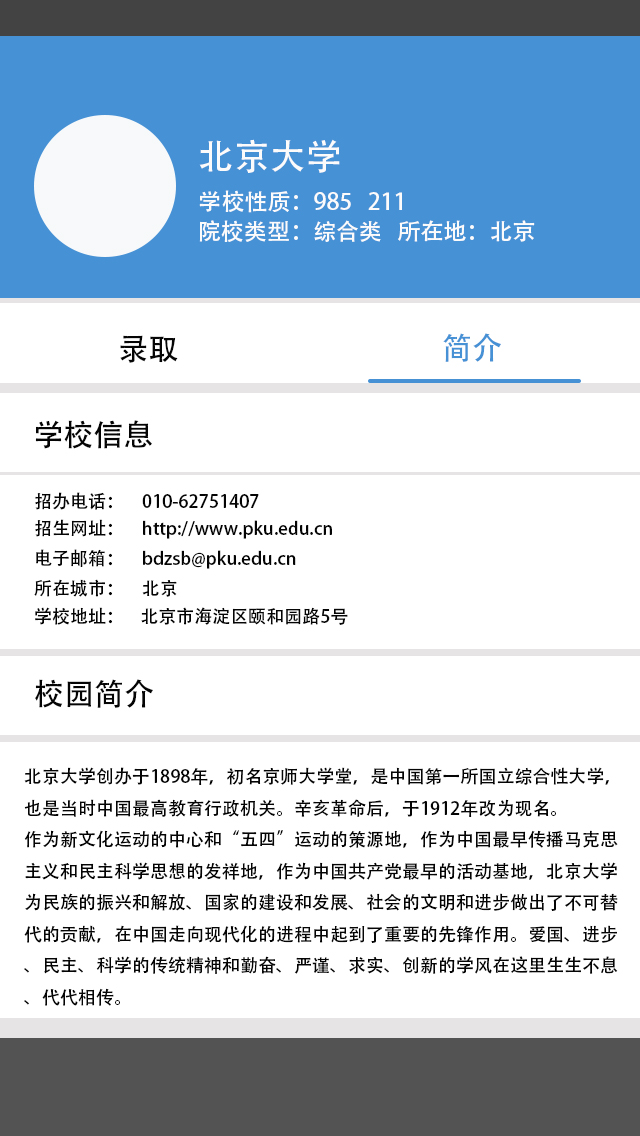 北京大学
学校性质：985 211
院校类型：综合类 所在地：北京
录取 简介
学校信息
招办电话： 010-62751407
招生网址： http://www.pku.edu.cn
电子邮箱： bdzsb@pku.edu.cn
所在城市： 北京
学校地址： 北京市海淀区颐和园路5号
校园简介
北京大学创办于1898年，初名京师大学堂，是中国第一所国立综合性大学，
也是当时中国最高教育行政机关。辛亥革命后，于1912年改为现名。
作为新文化运动的中心和“五四”运动的策源地，作为中国最早传播马克思
主义和民主科学思想的发祥地，作为中国共产党最早的活动基地，北京大学
为民族的振兴和解放、国家的建设和发展、社会的文明和进步做出了不可替
代的贡献，在中国走向现代化的进程中起到了重要的先锋作用。爱国、进步
、民主、科学的传统精神和勤奋、严谨、求实、创新的学风在这里生生不息
、代代相传。